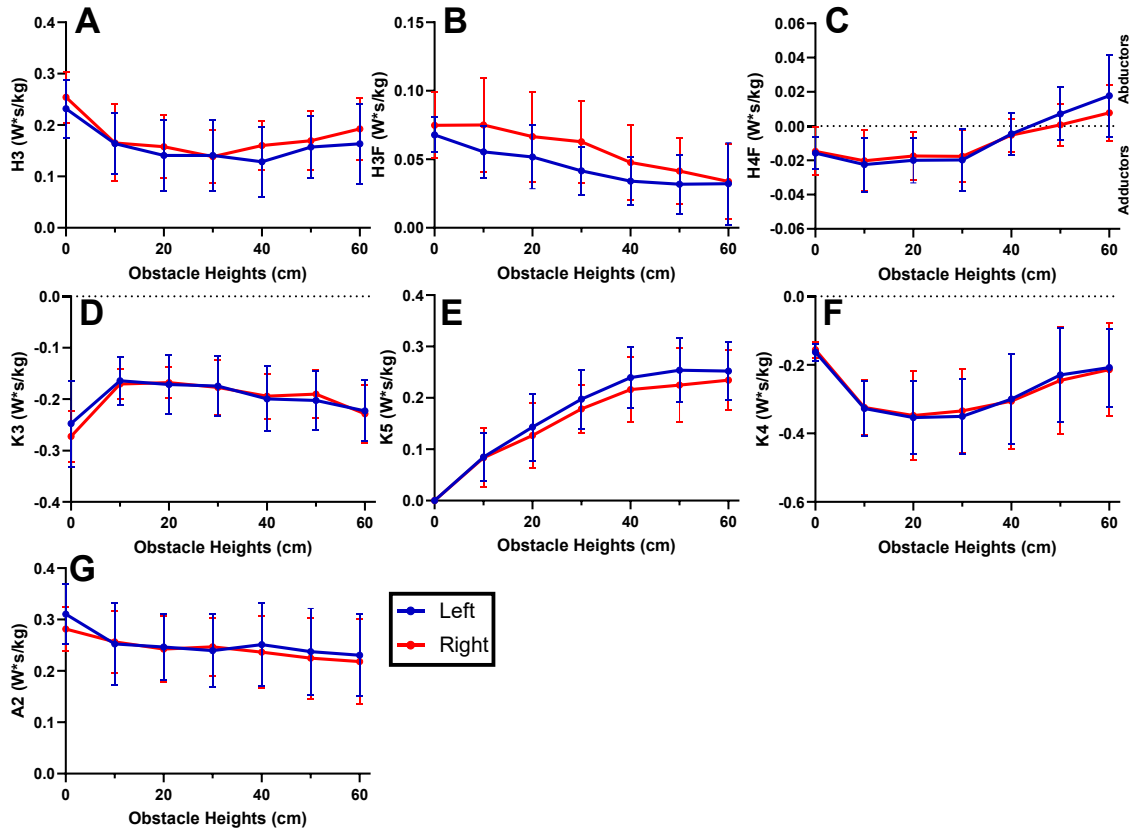 A
H3 (W*s/kg)
0.4
0.3
0.2
0.1
0.0
0 20 40 60
Obstacle Heights (cm)
B
H3F (W*s/kg)
0.15
0.10
0.05
0.00
0 20 40 60
Obstacle Heights (cm)
C
H4F (W*s/kg)
0.06
0.04
0.02
0.00
-0.02
-0.04
-0.06
Abductors
Adductors
0 20 40 60
Obstacle Heights (cm)
D
K3 (W*s/kg)
0.0
-0.1
-0.2
-0.3
-0.4
0 20 40 60
Obstacle Heights (cm)
E
K5 (W*s/kg)
0.4
0.3
0.2
0.1
0.0
0 20 40 60
Obstacle Heights (cm)
F
K4 (W*s/kg)
0.0
-0.2
-0.4
-0.6
0 20 40 60
Obstacle Heights (cm)
G
A2 (W*s/kg)
0.4
0.3
0.2
0.1
0.0
0 20 40 60
Obstacle Heights (cm)
Left
Right